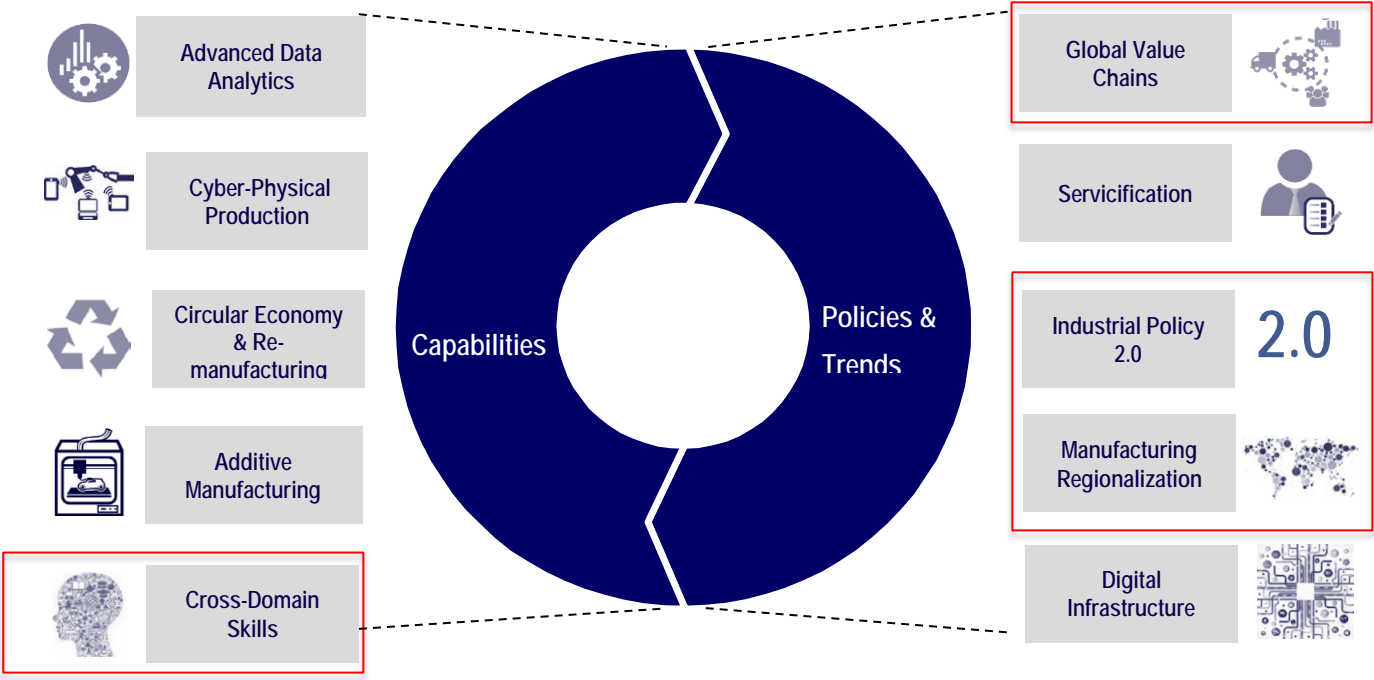 Advanced Data
Analytics
Cyber-Physical
Production
Circular Economy
& Re-
manufacturing
Additive
Manufacturing
Cross-Domain
Skills
Capabilities
Policies &
Trends
Global Value
Chains
Servicification
Industrial Policy
2.0
2.0
Manufacturing
Regionalization
Digital
Infrastructure